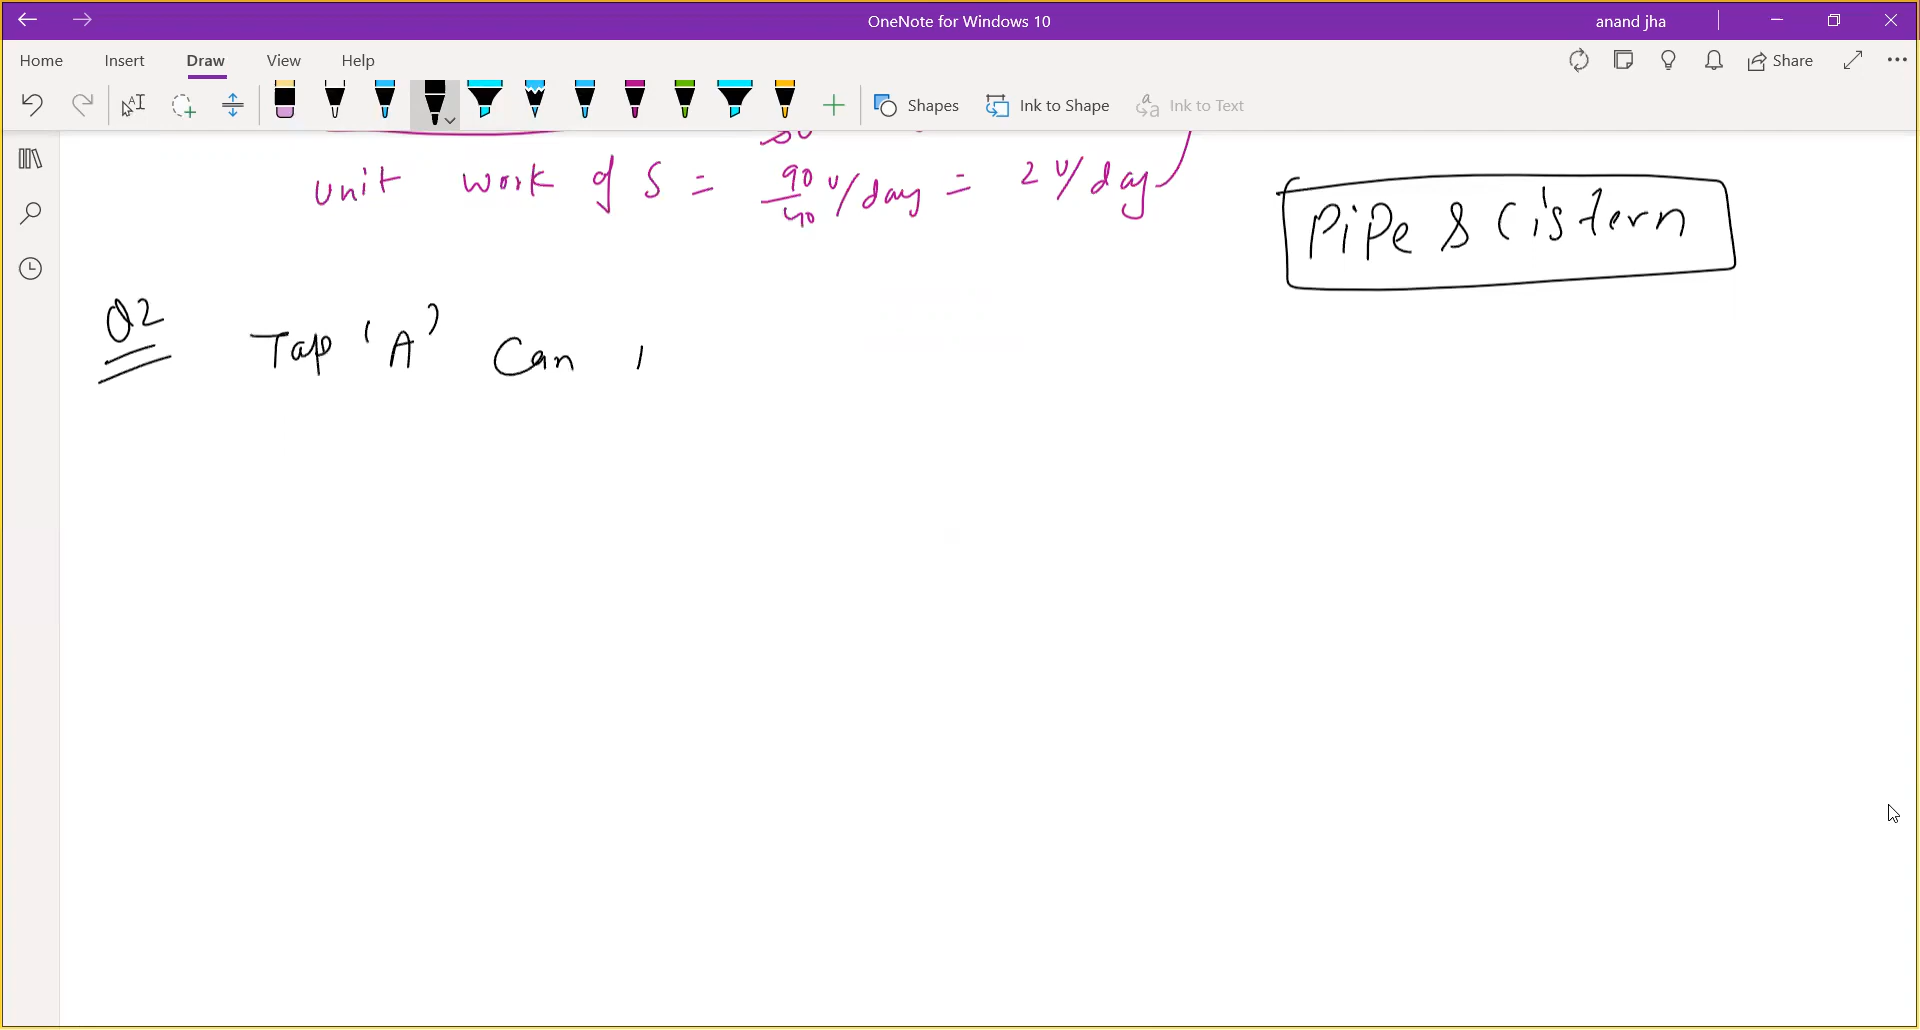 OneNote for Windows 10
anand jha
Home Insert Draw View Help
Share
Shapes Ink to Shape Ink to Text
unit work of S = 90/40 u/day = 2 u/day
PiPe & Cistern
Q2 Tap 'A' Can